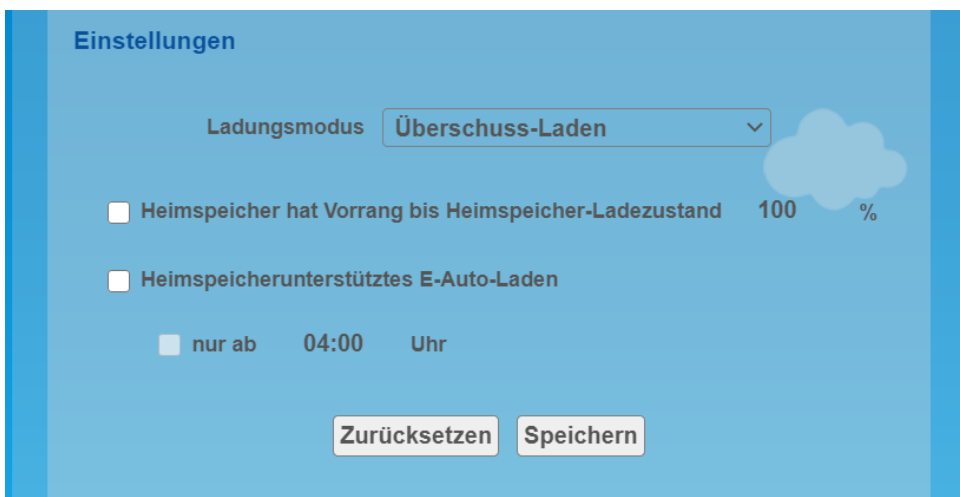 Einstellungen
Ladungsmodus Überschuss-Laden
Heimspeicher hat Vorrang bis Heimspeicher-Ladezustand 100 %
Heimspeicherunterstütztes E-Auto-Laden
nur ab 04:00 Uhr
Zurücksetzen Speichern